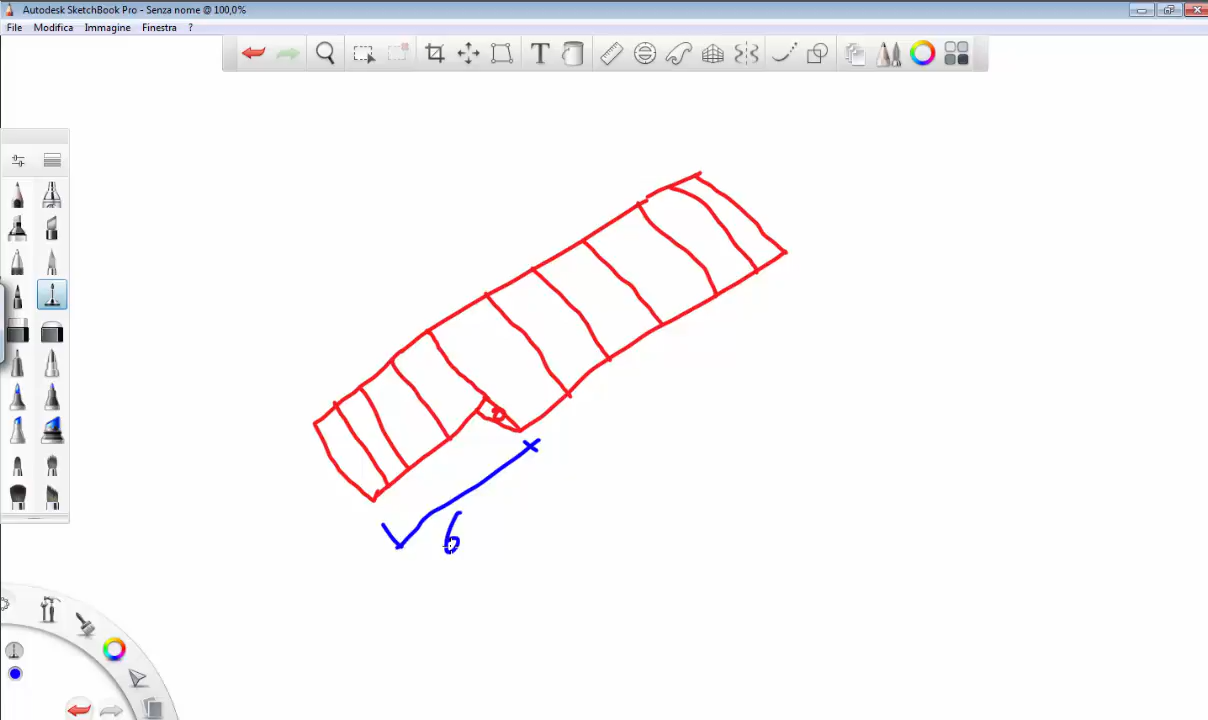 Autodesk SketchBook Pro - Senza nome @ 100,0%
File Modifica Immagine Finestra ?
6